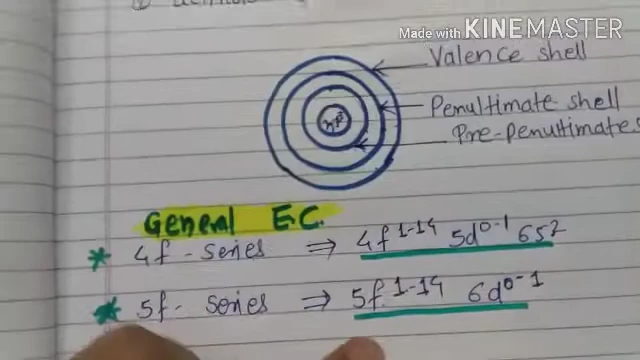 Made with KINEMASTER
Valence shell
Penultimate shell
Pre-penultimates
General E.C.
* 4f - series ⇒ 4f¹⁻¹⁴ 5d⁰⁻¹ 6s²
* 5f - series ⇒ 5f¹⁻¹⁴ 6d⁰⁻¹